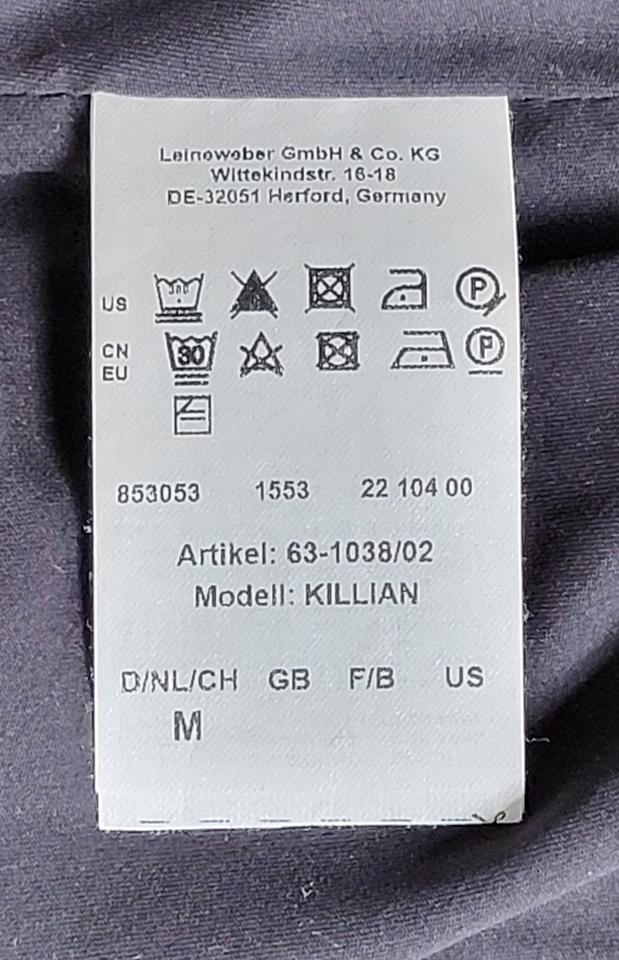 Leineweber GmbH & Co. KG
Wittekindstr. 16-18
DE-32051 Herford, Germany
US P
CN
EU 30 P
853053 1553 22 104 00
Artikel: 63-1038/02
Modell: KILLIAN
D/NL/CH GB F/B US
M